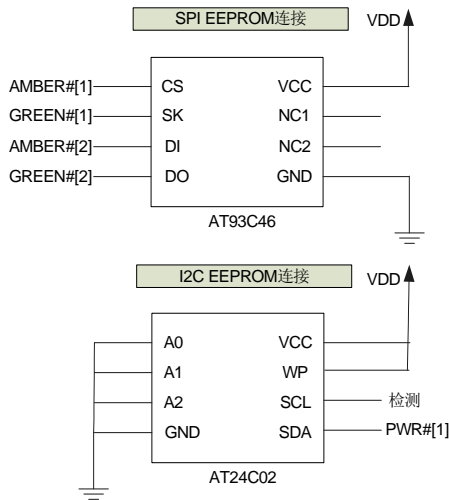 SPI EEPROM连接
VDD
AMBER#[1] CS VCC
GREEN#[1] SK NC1
AMBER#[2] DI NC2
GREEN#[2] DO GND
AT93C46
I2C EEPROM连接
VDD
A0 VCC
A1 WP
A2 SCL 检测
GND SDA PWR#[1]
AT24C02